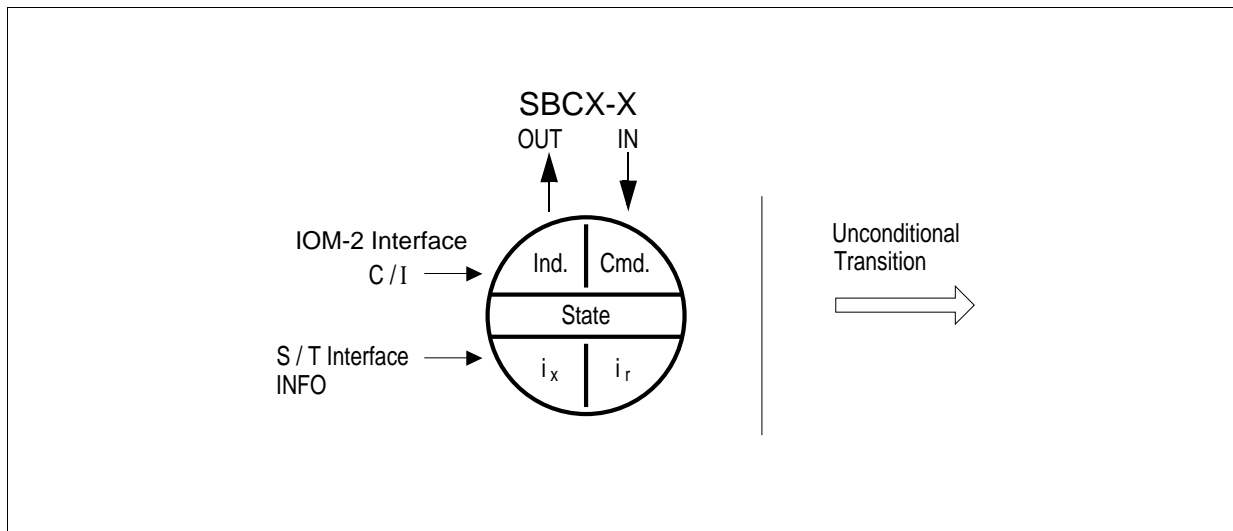 SBCX-X
OUT IN
IOM-2 Interface
C / I
Ind. Cmd.
State
S / T Interface
INFO
i x i r
Unconditional
Transition